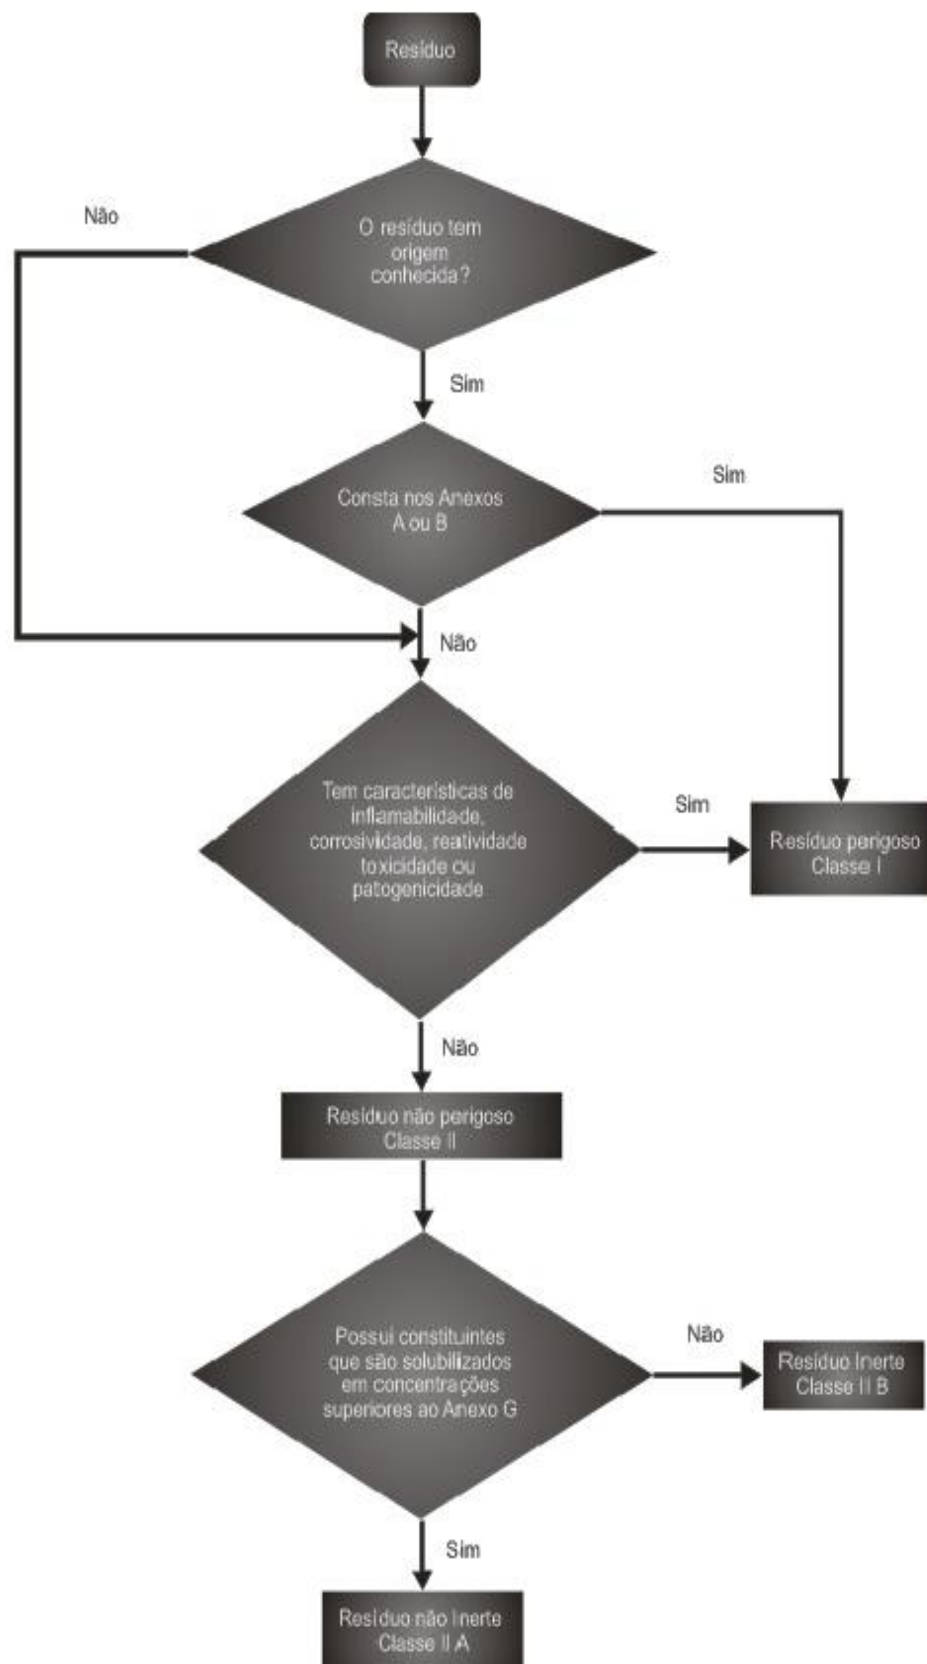 Resíduo
Não
O resíduo tem
origem
conhecida?
Sim
Consta nos Anexos
A ou B
Sim
Não
Tem características de
inflamabilidade,
corrosividade, reatividade
toxicidade ou
patogenicidade
Sim
Resíduo perigoso
Classe I
Não
Resíduo não perigoso
Classe II
Possui constituintes
que são solubilizados
em concentrações
superiores ao Anexo G
Não
Resíduo Inerte
Classe II B
Sim
Resíduo não Inerte
Classe II A